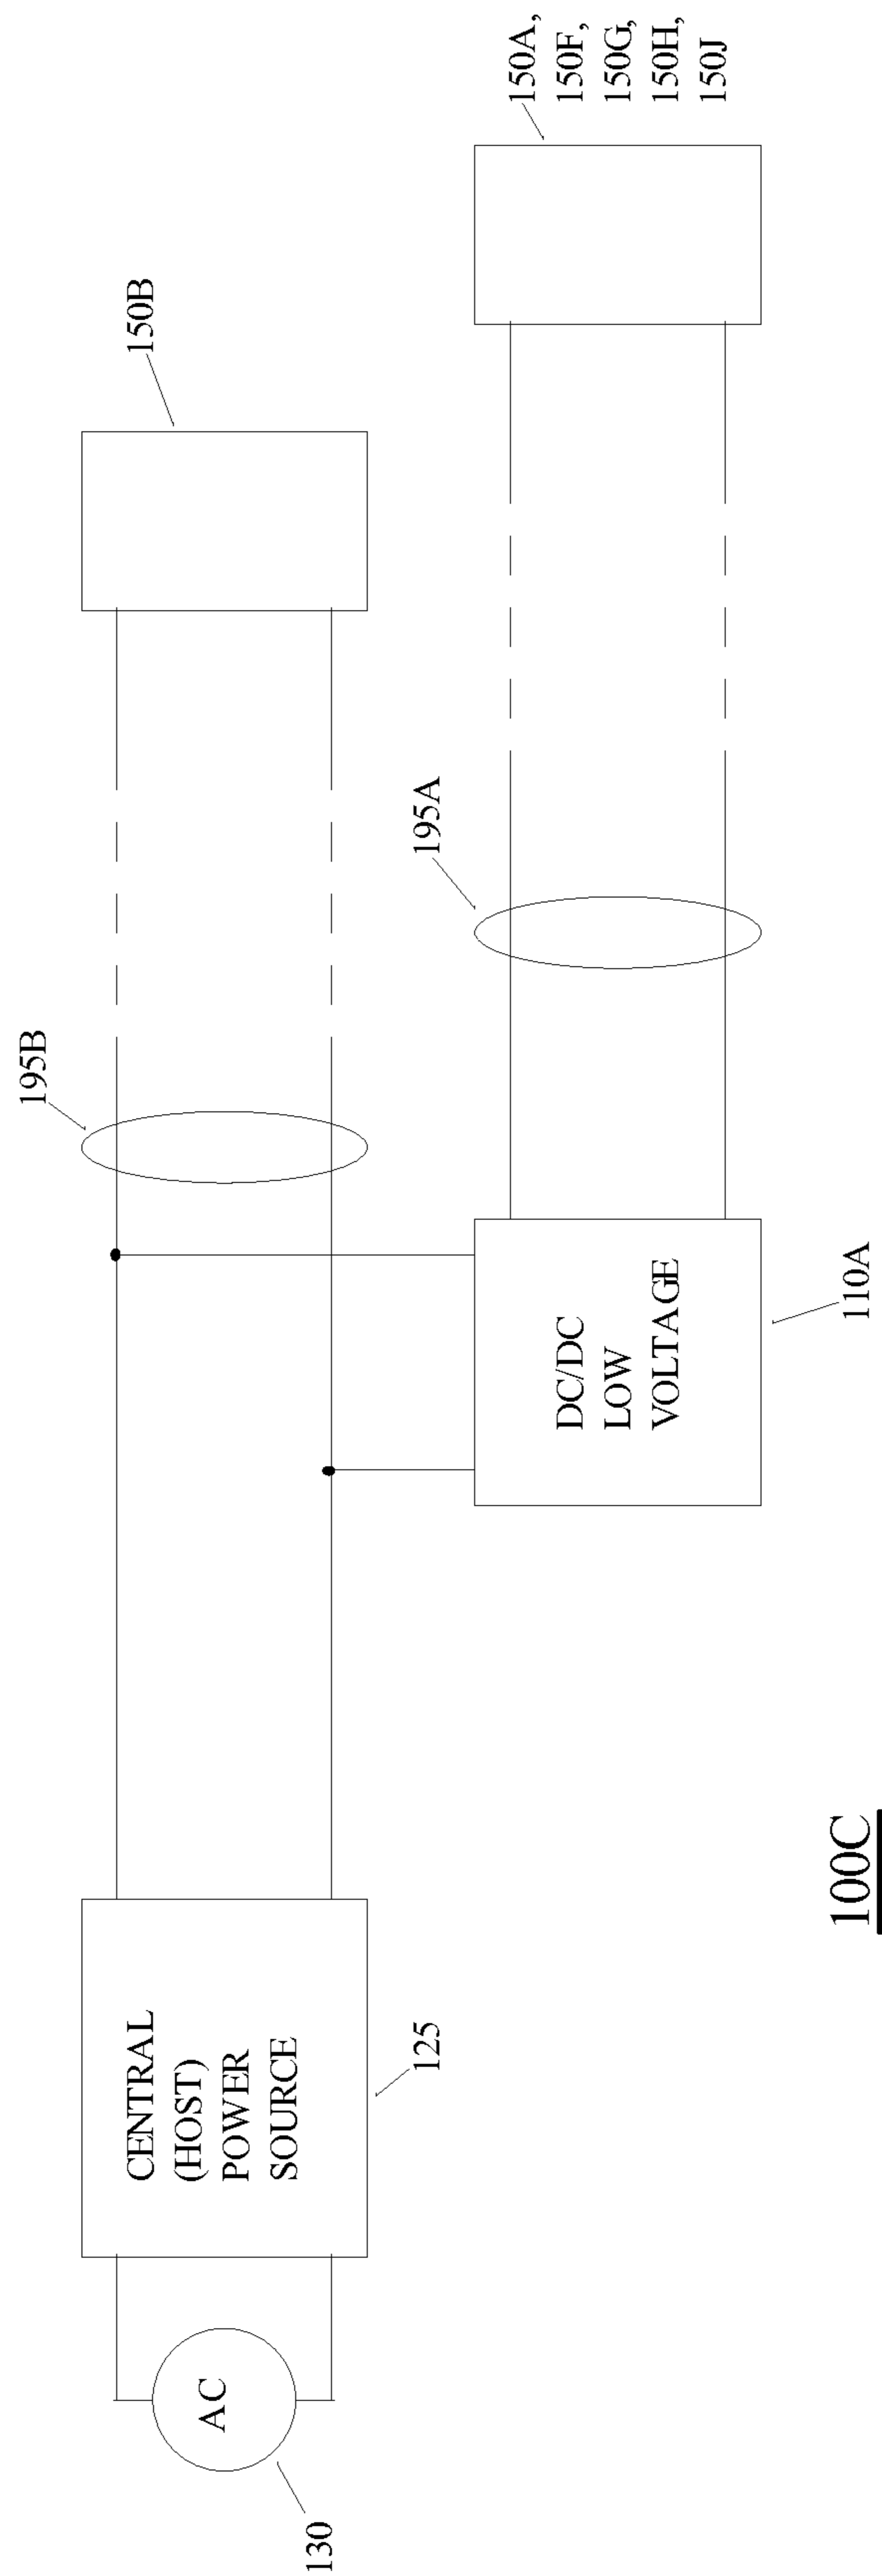 195B
150B
AC
130
CENTRAL
(HOST)
POWER
SOURCE
125
195A
DC/DC
LOW
VOLTAGE
110A
150A,
150F,
150G,
150H,
150J
100C